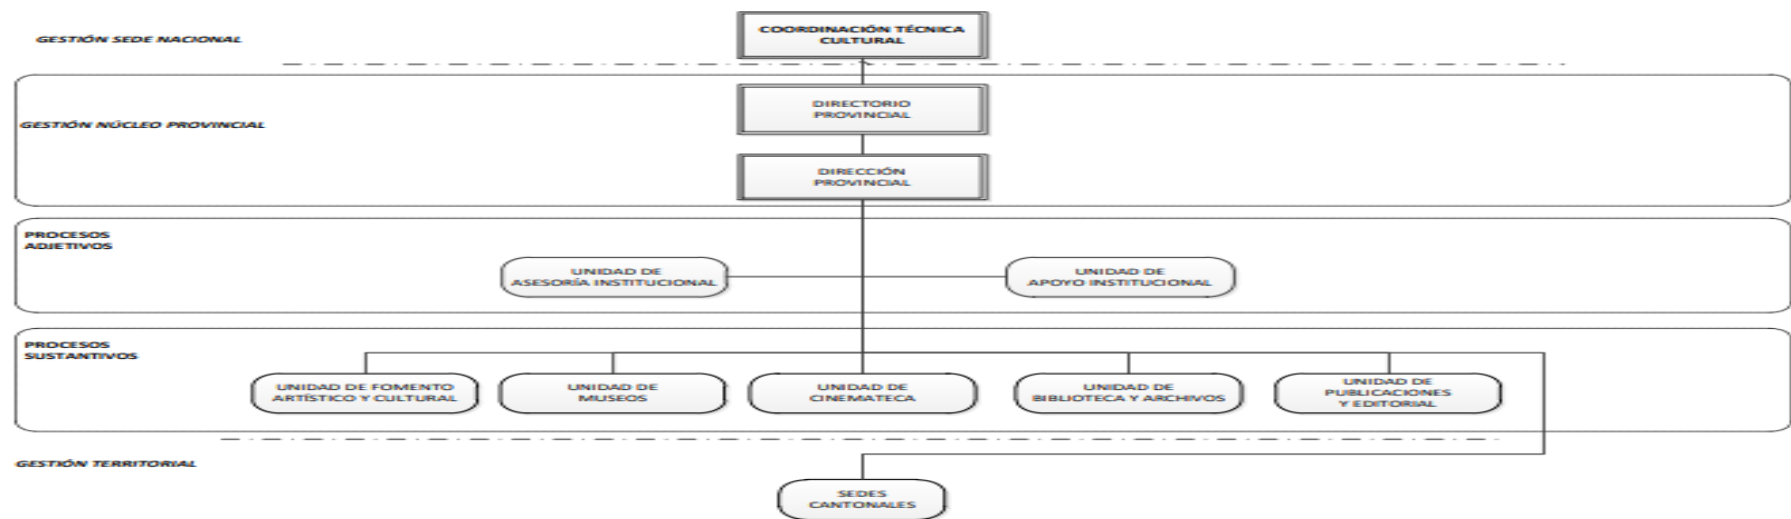 GESTIÓN SEDE NACIONAL
COORDINACIÓN TÉCNICA
CULTURAL
GESTIÓN NÚCLEO PROVINCIAL
DIRECTORIO
PROVINCIAL
DIRECCIÓN
PROVINCIAL
PROCESOS
ADJETIVOS
UNIDAD DE
ASESORÍA INSTITUCIONAL
UNIDAD DE
APOYO INSTITUCIONAL
PROCESOS
SUSTANTIVOS
UNIDAD DE FOMENTO
ARTÍSTICO Y CULTURAL
UNIDAD DE
MUSEOS
UNIDAD DE
CINEMATECA
UNIDAD DE
BIBLIOTECA Y ARCHIVOS
UNIDAD DE
PUBLICACIONES
Y EDITORIAL
GESTIÓN TERRITORIAL
SEDES
CANTONALES